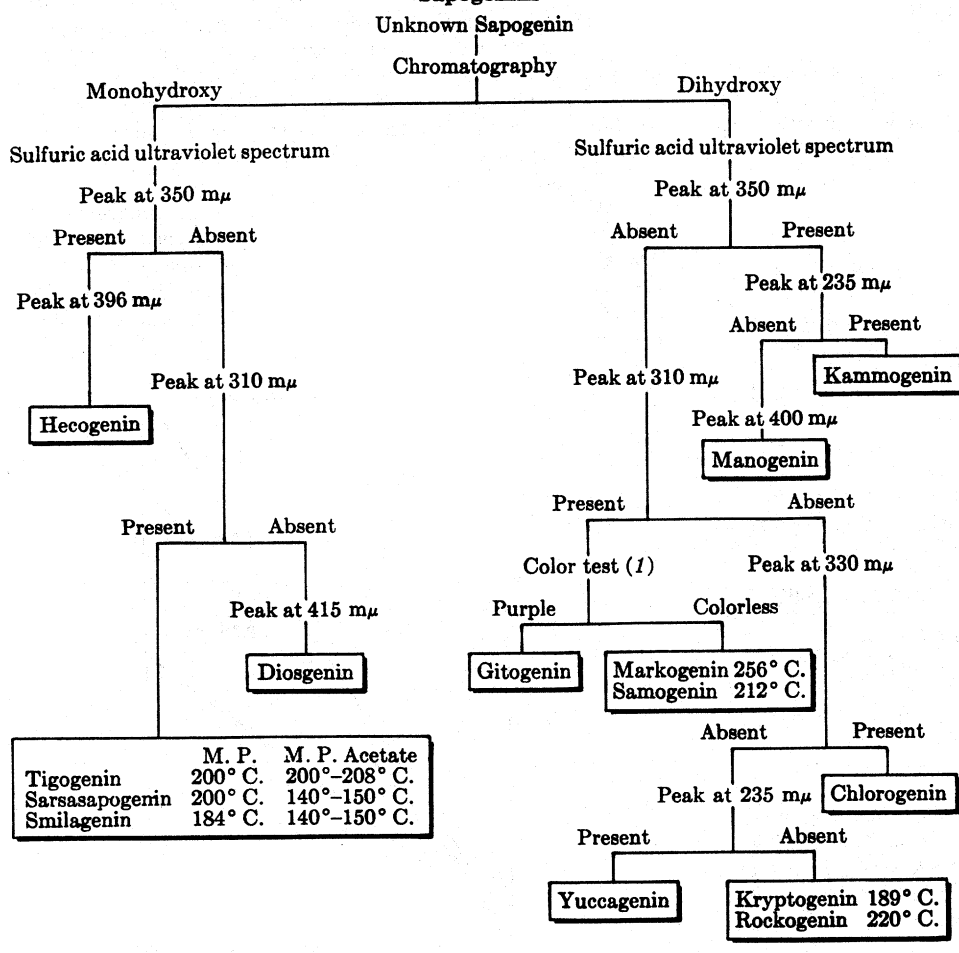 Unknown Sapogenin
Chromatography
Monohydroxy
Dihydroxy
Sulfuric acid ultraviolet spectrum
Sulfuric acid ultraviolet spectrum
Peak at 350 mμ
Peak at 350 mμ
Present Absent
Absent Present
Peak at 396 mμ
Peak at 235 mμ
Absent Present
Peak at 310 mμ
Peak at 310 mμ
Kammogenin
Hecogenin
Peak at 400 mμ
Manogenin
Present Absent
Present Absent
Color test (1)
Peak at 330 mμ
Peak at 415 mμ
Purple Colorless
Diosgenin
Gitogenin
Markogenin 256° C.
Samogenin 212° C.
Absent Present
M. P. M. P. Acetate
Tigogenin 200° C. 200°–208° C.
Sarsasapogenin 200° C. 140°–150° C.
Smilagenin 184° C. 140°–150° C.
Peak at 235 mμ
Chlorogenin
Present Absent
Yuccagenin
Kryptogenin 189° C.
Rockogenin 220° C.